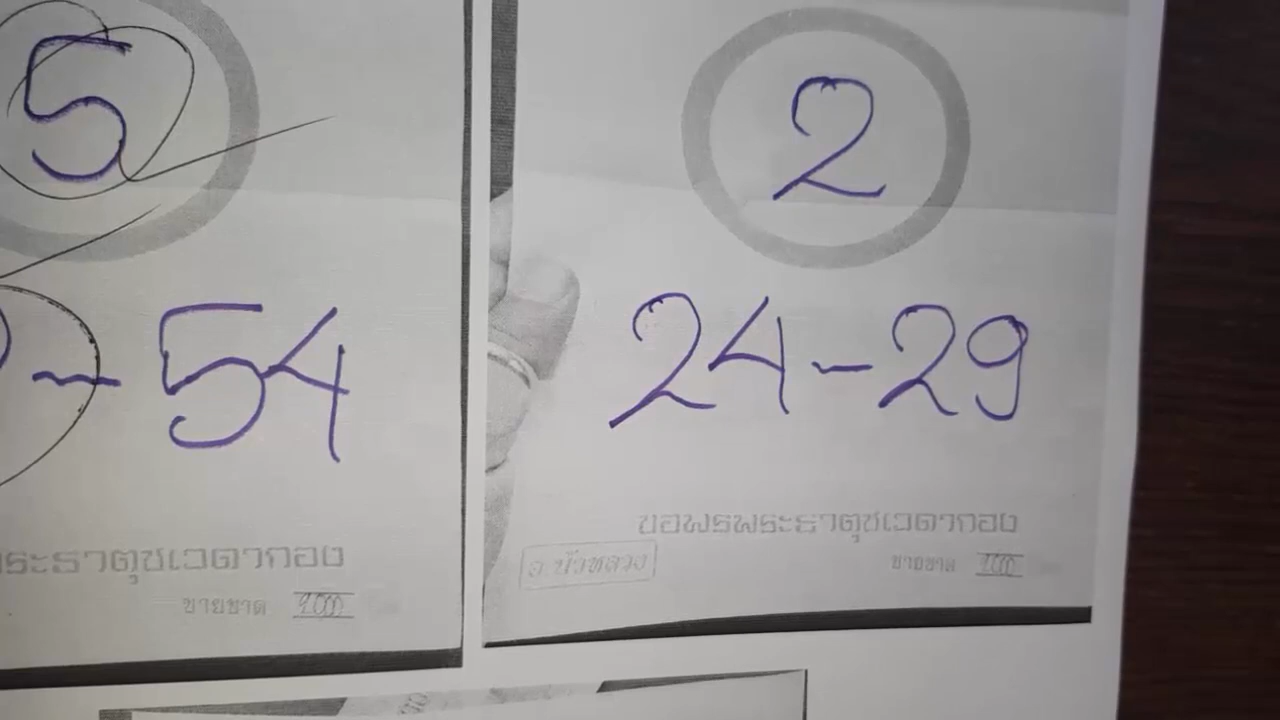 5
- 54
ระธาตุชเวดากอง
ขายขาด
2
24-29
ขอพรพระธาตุชเวดากอง
อ.บัวหลวง
ขายขาด